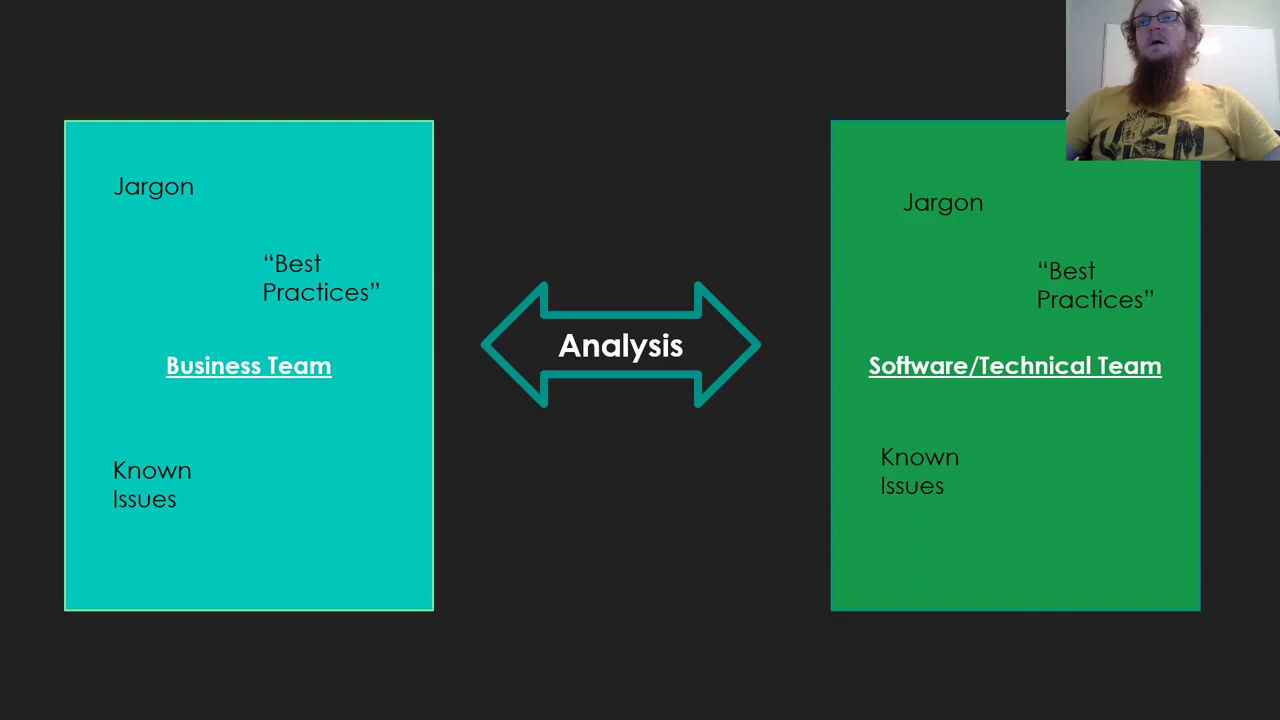 Jargon
“Best
Practices”
Business Team
Known
Issues
Analysis
Jargon
“Best
Practices”
Software/Technical Team
Known
Issues